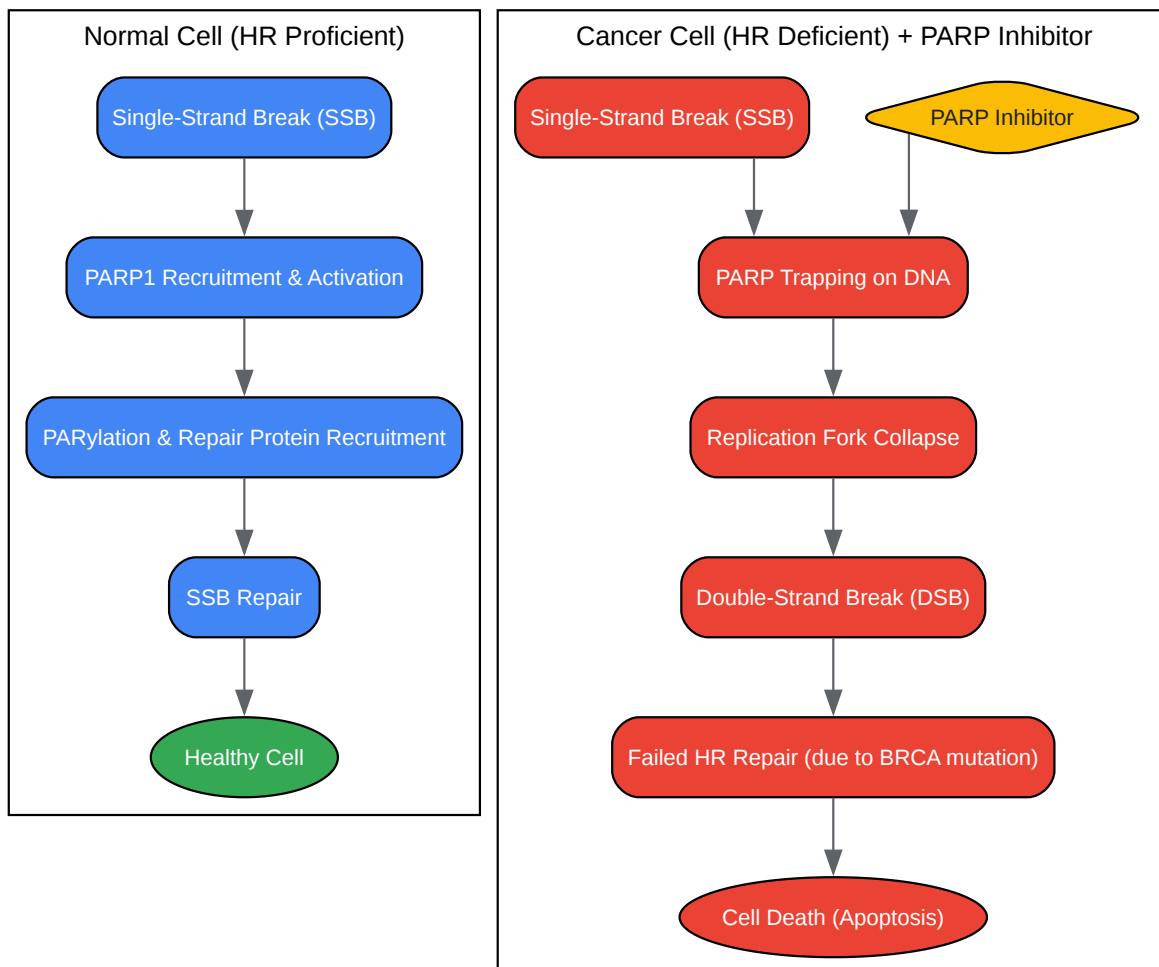 Normal Cell (HR Proficient)
Single-Strand Break (SSB)
PARP1 Recruitment & Activation
PARylation & Repair Protein Recruitment
SSB Repair
Healthy Cell
Cancer Cell (HR Deficient) + PARP Inhibitor
Single-Strand Break (SSB)
PARP Inhibitor
PARP Trapping on DNA
Replication Fork Collapse
Double-Strand Break (DSB)
Failed HR Repair (due to BRCA mutation)
Cell Death (Apoptosis)